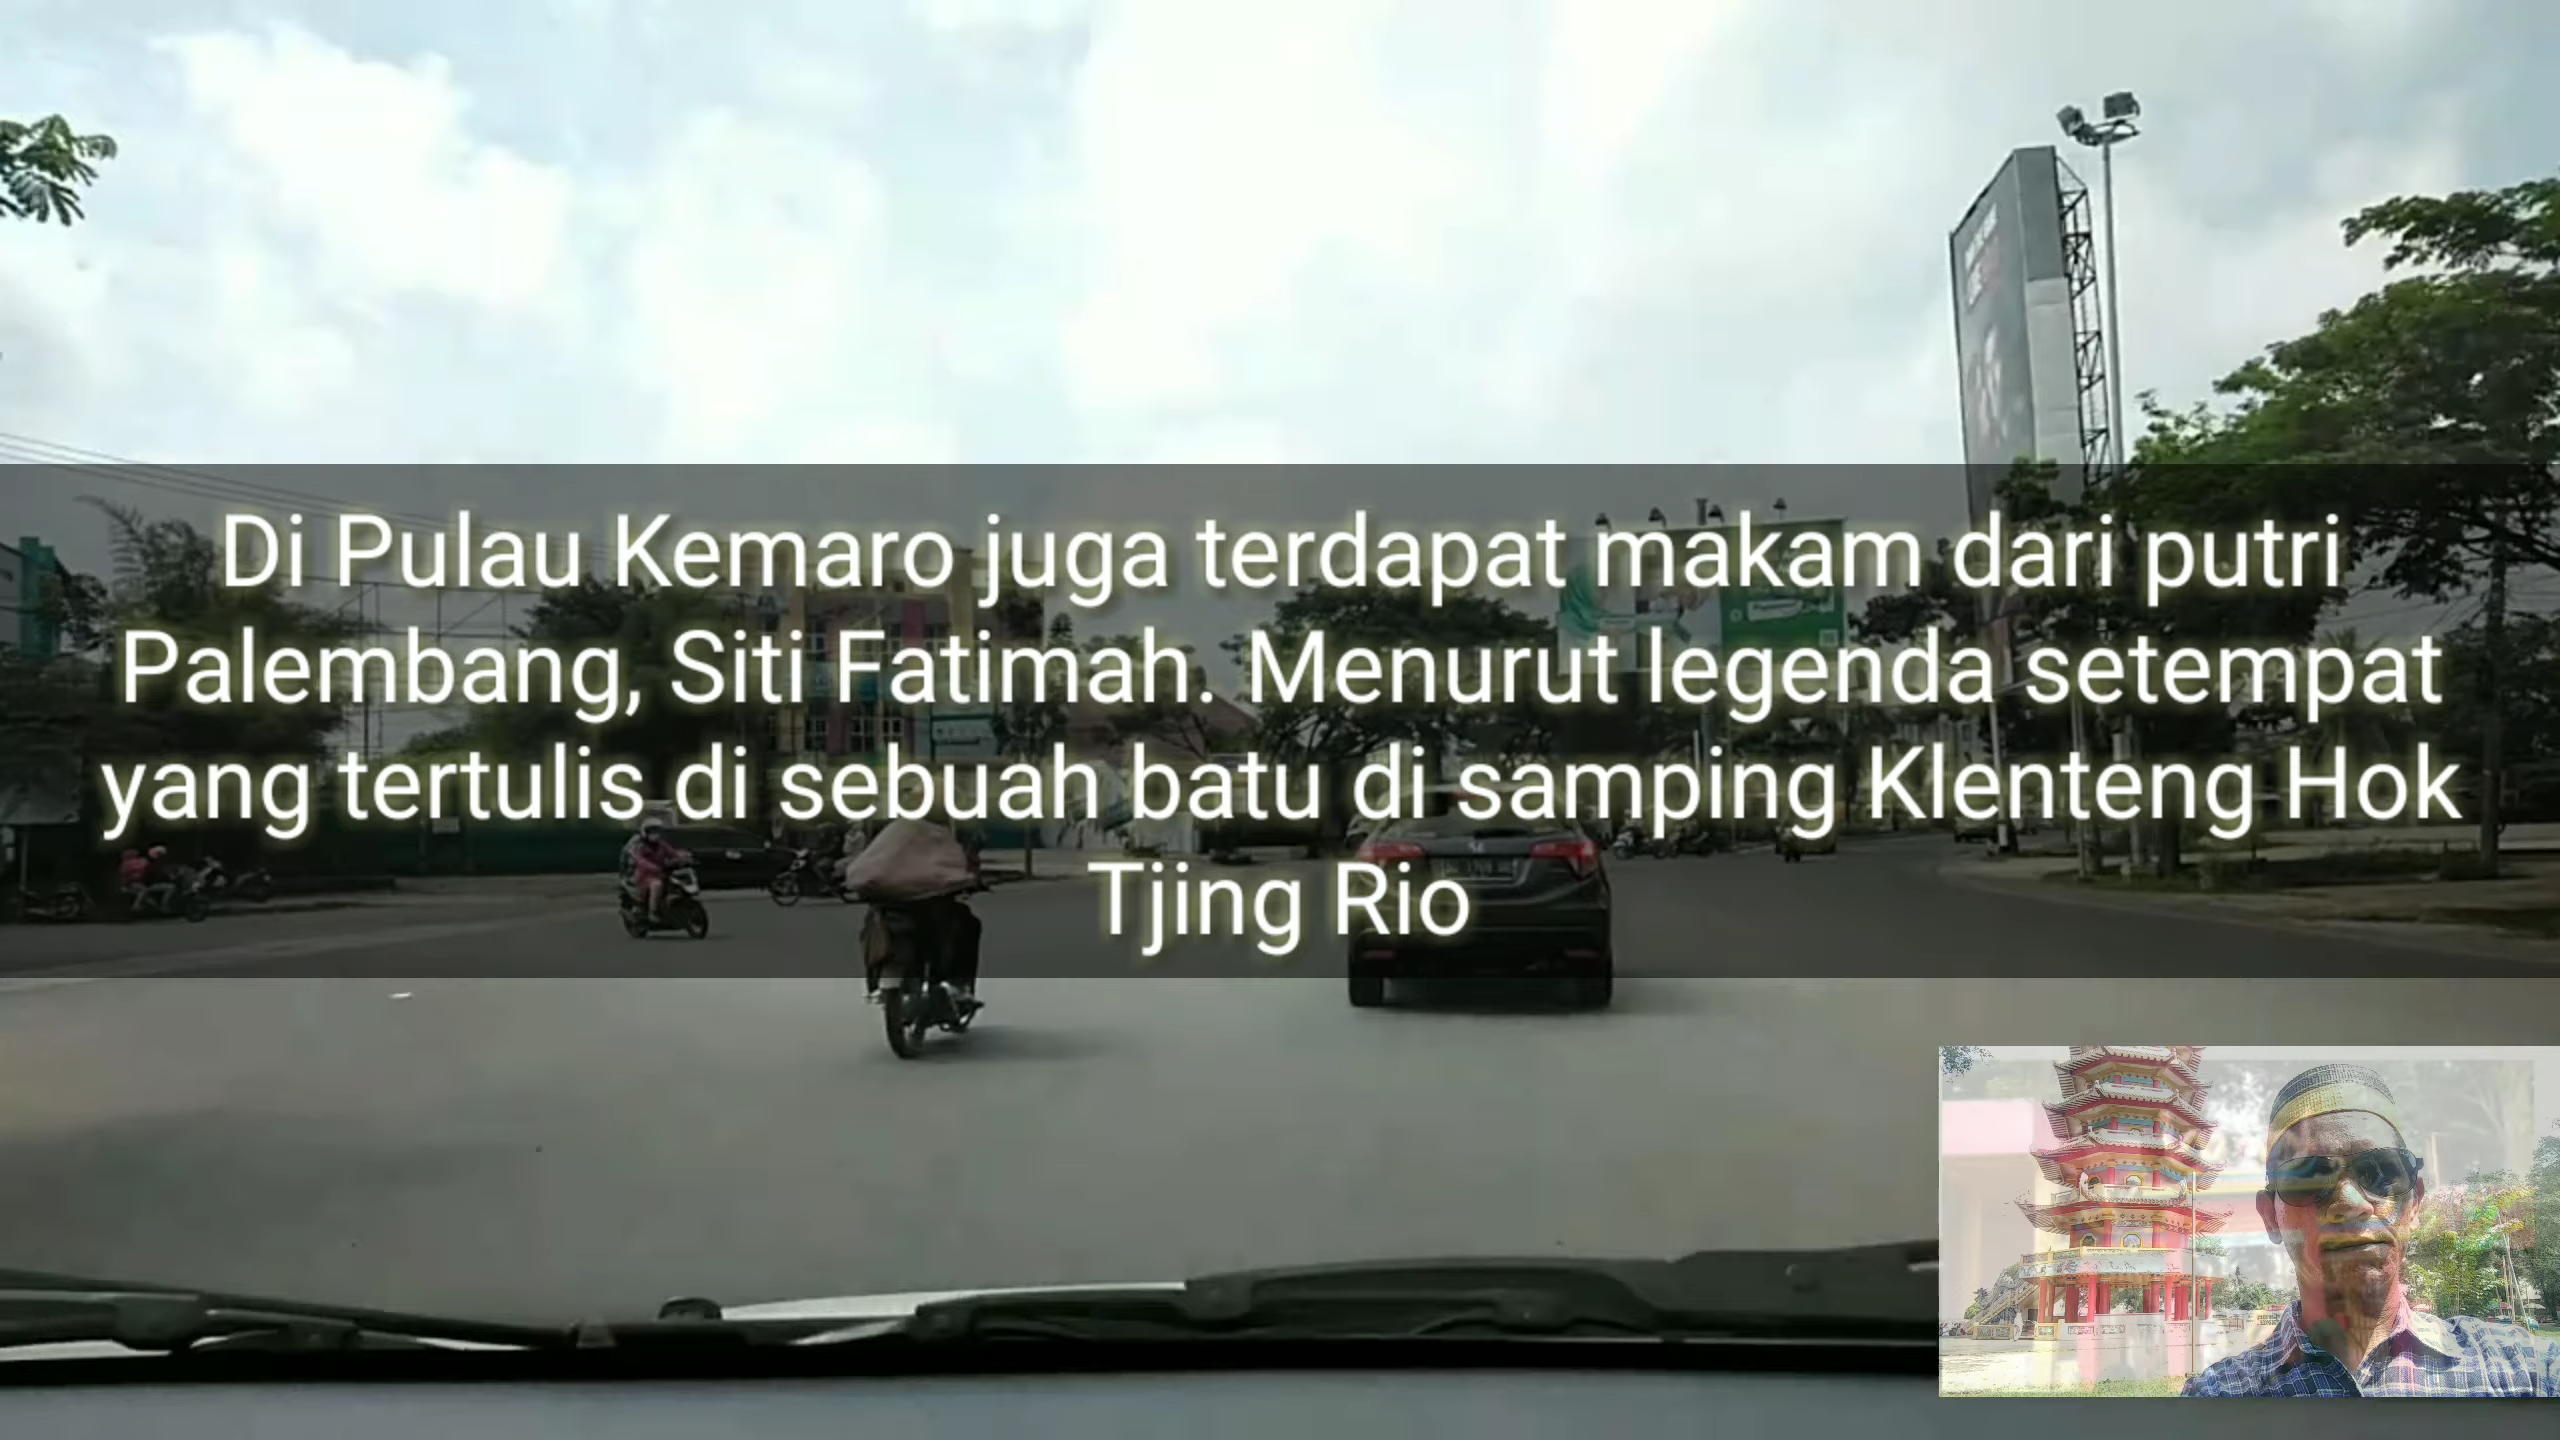 Di Pulau Kemaro juga terdapat makam dari putri
Palembang, Siti Fatimah. Menurut legenda setempat
yang tertulis di sebuah batu di samping Klenteng Hok
Tjing Rio